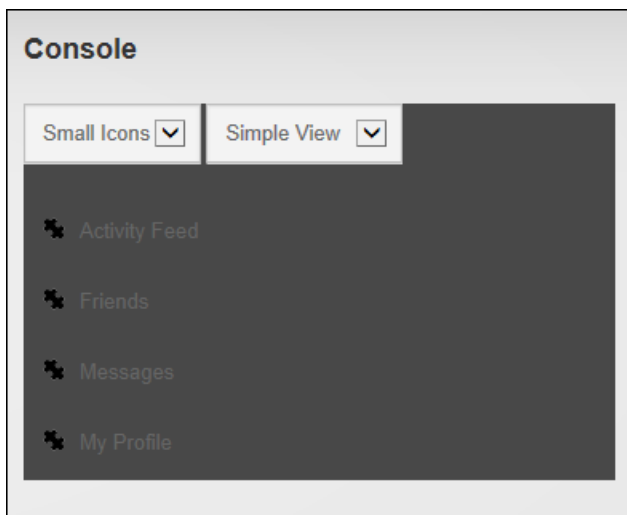 Console
Small Icons Simple View
Activity Feed
Friends
Messages
My Profile